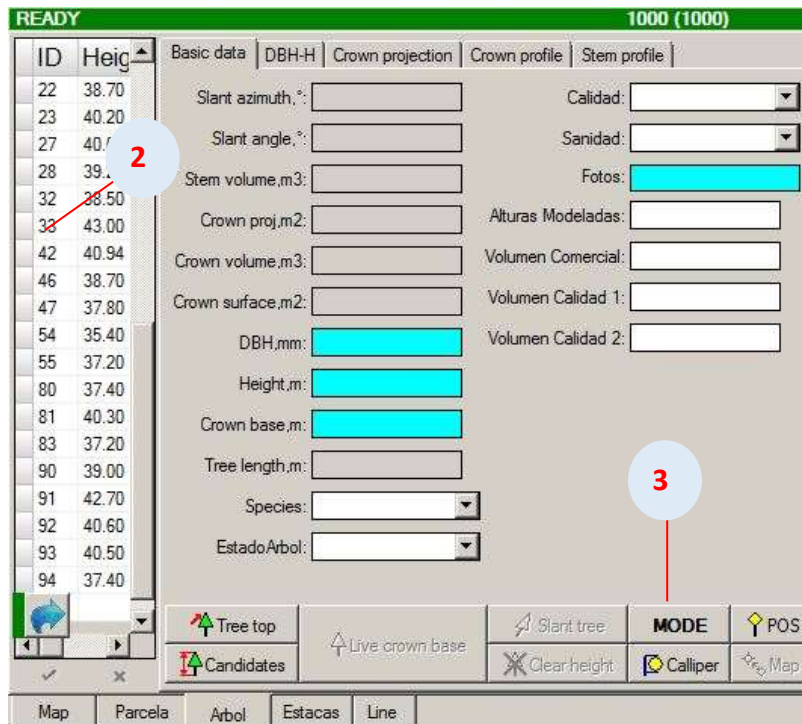 READY 1000 (1000)
ID Heig
22 38.70
23 40.20
27 40.
28 39.2
32 38.50
33 43.00
42 40.94
46 38.70
47 37.80
54 35.40
55 37.20
80 37.40
81 40.30
83 37.20
90 39.00
91 42.70
92 40.60
93 40.50
94 37.40
2
Basic data DBH-H Crown projection Crown profile Stem profile
Slant azimuth,°:
Slant angle,°:
Stem volume,m3:
Crown proj,m2:
Crown volume,m3:
Crown surface,m2:
DBH,mm:
Height,m:
Crown base,m:
Tree length,m:
Species:
EstadoArbol:
Calidad:
Sanidad:
Fotos:
Alturas Modeladas:
Volumen Comercial:
Volumen Calidad 1:
Volumen Calidad 2:
3
Tree top Live crown base Slant tree MODE POS
Candidates Clear height Calliper Map
Map Parcela Arbol Estacas Line